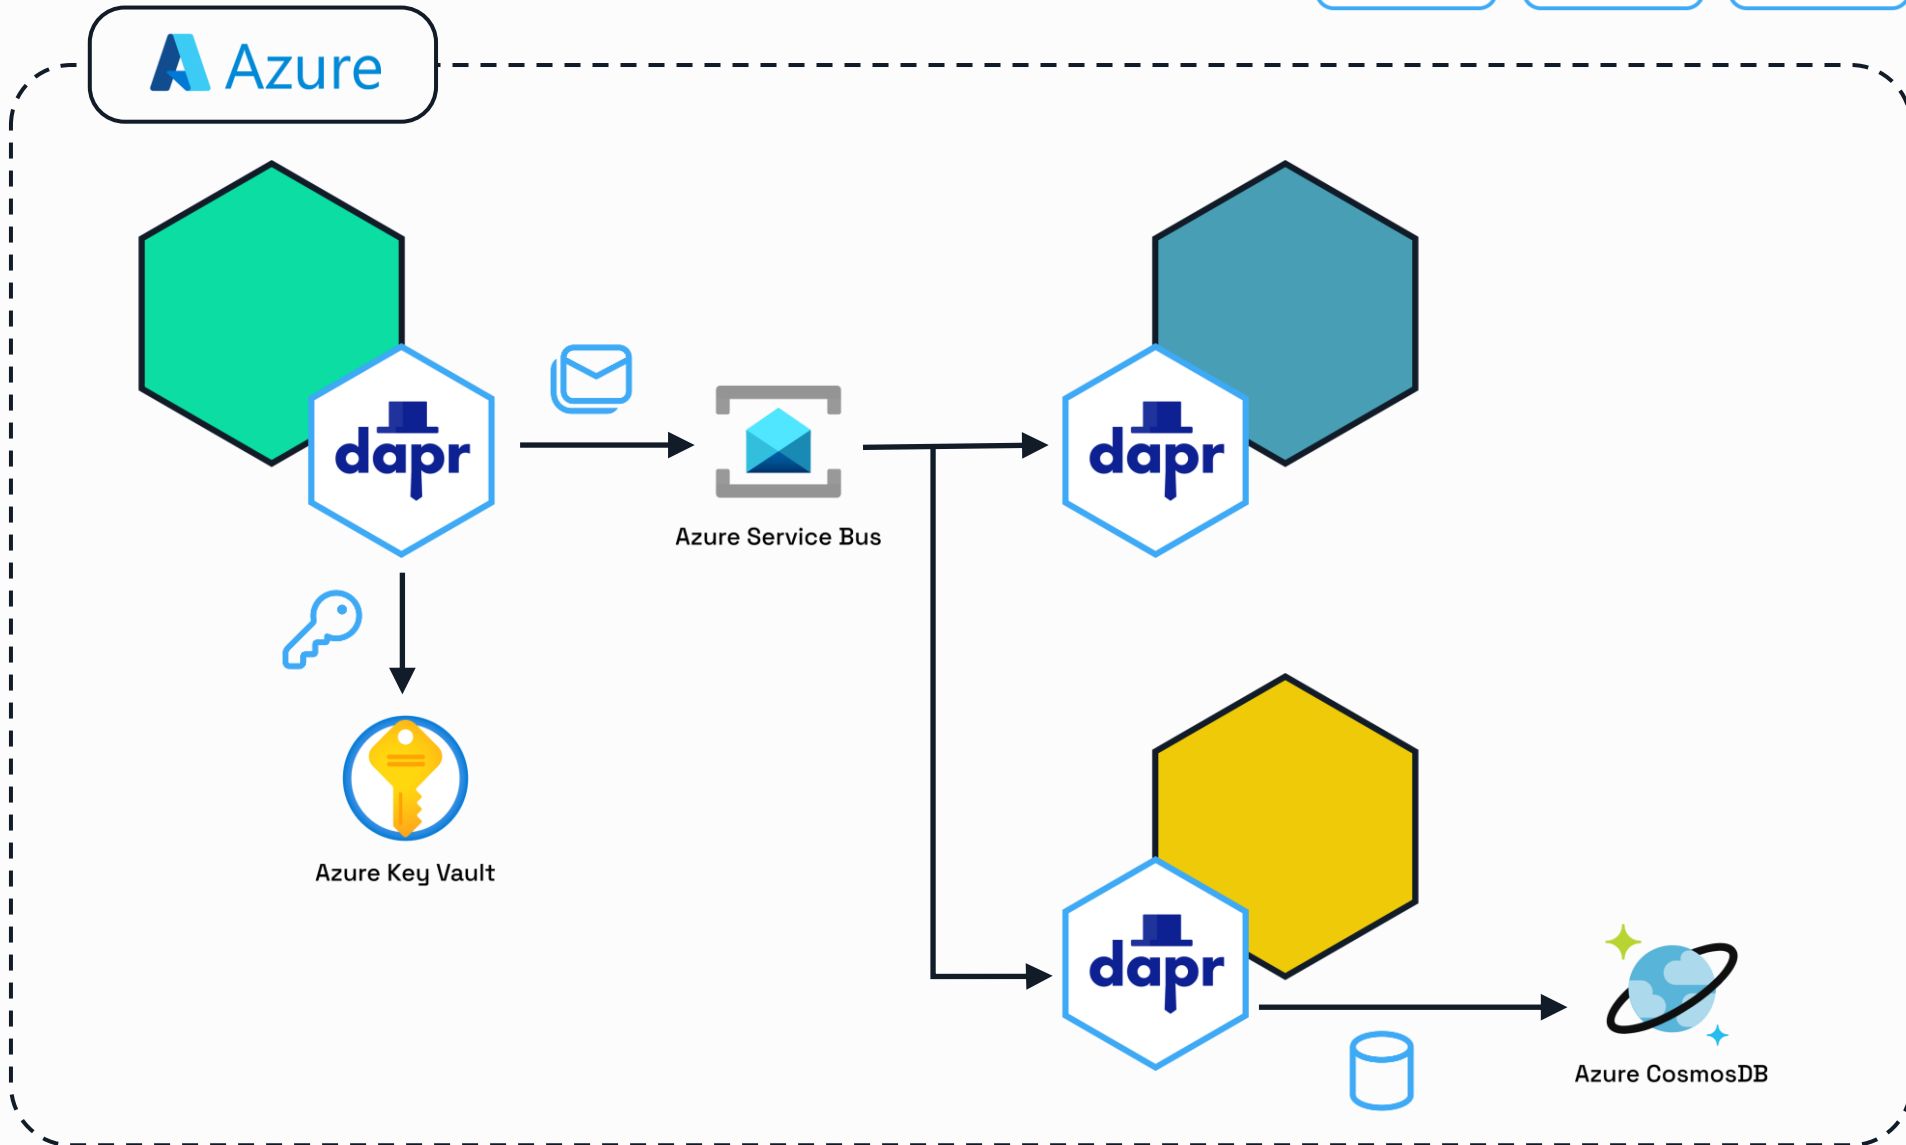 Azure
dapr
Azure Service Bus
dapr
Azure Key Vault
dapr
Azure CosmosDB